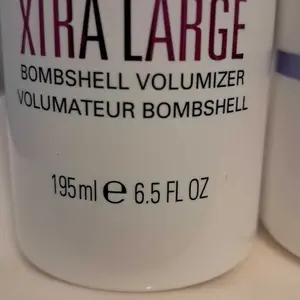 XTRA LARGE
BOMBSHELL VOLUMIZER
VOLUMATEUR BOMBSHELL
195ml ℮ 6.5 FL OZ